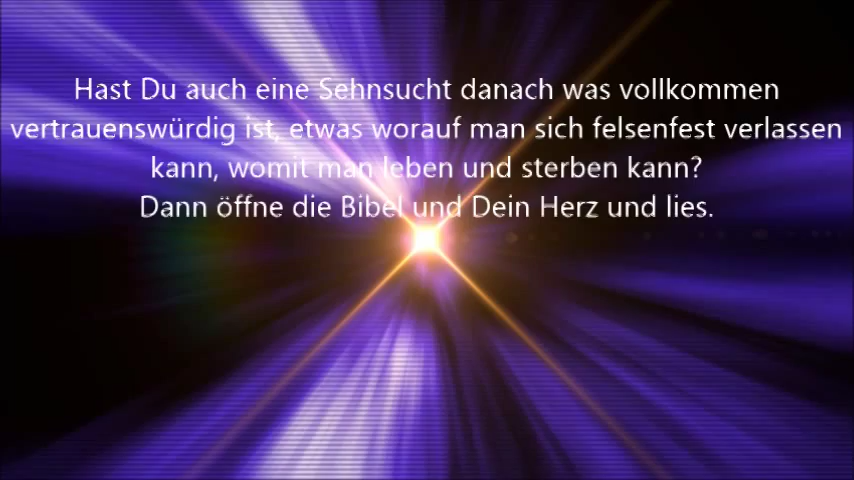 Hast Du auch eine Sehnsucht danach was vollkommen
vertrauenswürdig ist, etwas worauf man sich felsenfest verlassen
kann, womit man leben und sterben kann?
Dann öffne die Bibel und Dein Herz und lies.